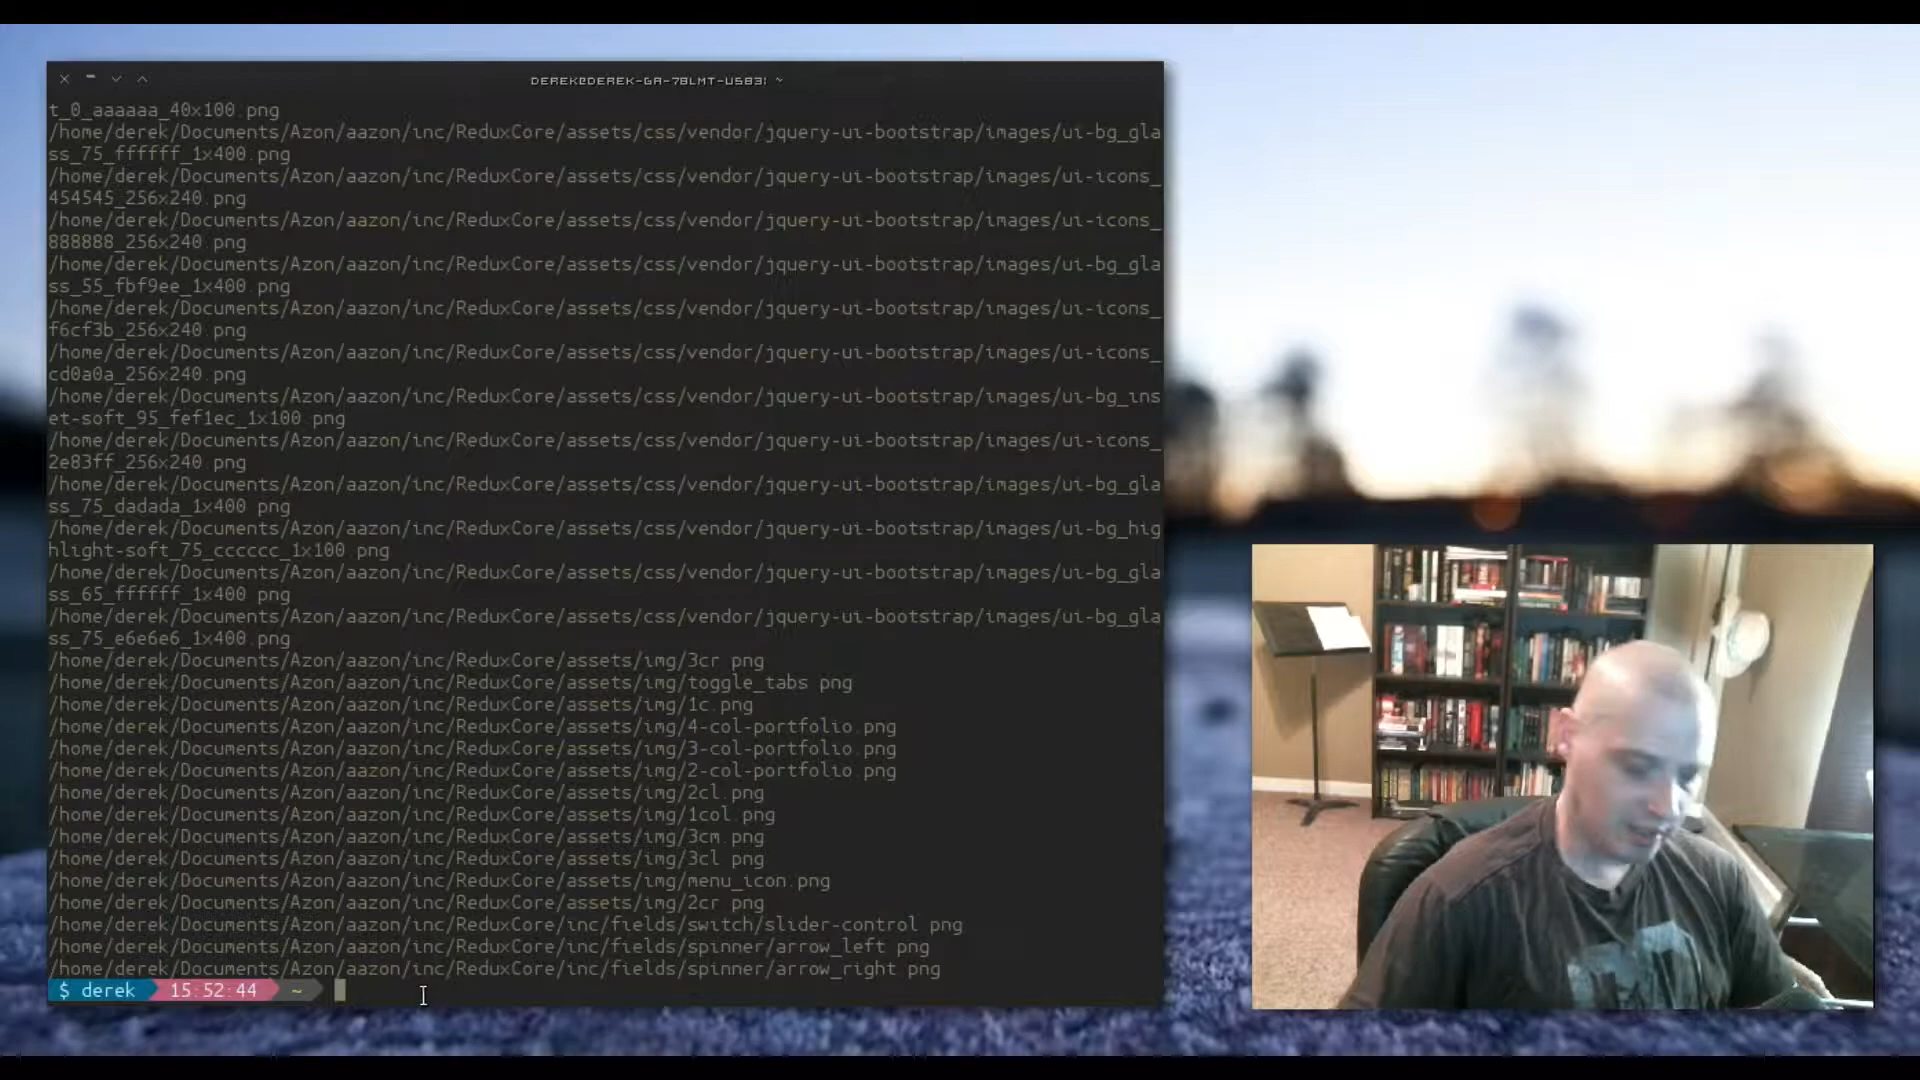 DEREK@DEREK-GA-78LMT-USB3: ~
t_0_aaaaaa_40x100.png
/home/derek/Documents/Azon/aazon/inc/ReduxCore/assets/css/vendor/jquery-ui-bootstrap/images/ui-bg_gla
ss_75_ffffff_1x400.png
/home/derek/Documents/Azon/aazon/inc/ReduxCore/assets/css/vendor/jquery-ui-bootstrap/images/ui-icons_
454545_256x240.png
/home/derek/Documents/Azon/aazon/inc/ReduxCore/assets/css/vendor/jquery-ui-bootstrap/images/ui-icons_
888888_256x240.png
/home/derek/Documents/Azon/aazon/inc/ReduxCore/assets/css/vendor/jquery-ui-bootstrap/images/ui-bg_gla
ss_55_fbf9ee_1x400.png
/home/derek/Documents/Azon/aazon/inc/ReduxCore/assets/css/vendor/jquery-ui-bootstrap/images/ui-icons_
f6cf3b_256x240.png
/home/derek/Documents/Azon/aazon/inc/ReduxCore/assets/css/vendor/jquery-ui-bootstrap/images/ui-icons_
cd0a0a_256x240.png
/home/derek/Documents/Azon/aazon/inc/ReduxCore/assets/css/vendor/jquery-ui-bootstrap/images/ui-bg_ins
et-soft_95_fef1ec_1x100.png
/home/derek/Documents/Azon/aazon/inc/ReduxCore/assets/css/vendor/jquery-ui-bootstrap/images/ui-icons_
2e83ff_256x240.png
/home/derek/Documents/Azon/aazon/inc/ReduxCore/assets/css/vendor/jquery-ui-bootstrap/images/ui-bg_gla
ss_75_dadada_1x400.png
/home/derek/Documents/Azon/aazon/inc/ReduxCore/assets/css/vendor/jquery-ui-bootstrap/images/ui-bg_hig
hlight-soft_75_cccccc_1x100.png
/home/derek/Documents/Azon/aazon/inc/ReduxCore/assets/css/vendor/jquery-ui-bootstrap/images/ui-bg_gla
ss_65_ffffff_1x400.png
/home/derek/Documents/Azon/aazon/inc/ReduxCore/assets/css/vendor/jquery-ui-bootstrap/images/ui-bg_gla
ss_75_e6e6e6_1x400.png
/home/derek/Documents/Azon/aazon/inc/ReduxCore/assets/img/3cr.png
/home/derek/Documents/Azon/aazon/inc/ReduxCore/assets/img/toggle_tabs.png
/home/derek/Documents/Azon/aazon/inc/ReduxCore/assets/img/1c.png
/home/derek/Documents/Azon/aazon/inc/ReduxCore/assets/img/4-col-portfolio.png
/home/derek/Documents/Azon/aazon/inc/ReduxCore/assets/img/3-col-portfolio.png
/home/derek/Documents/Azon/aazon/inc/ReduxCore/assets/img/2-col-portfolio.png
/home/derek/Documents/Azon/aazon/inc/ReduxCore/assets/img/2cl.png
/home/derek/Documents/Azon/aazon/inc/ReduxCore/assets/img/1col.png
/home/derek/Documents/Azon/aazon/inc/ReduxCore/assets/img/3cm.png
/home/derek/Documents/Azon/aazon/inc/ReduxCore/assets/img/3cl.png
/home/derek/Documents/Azon/aazon/inc/ReduxCore/assets/img/menu_icon.png
/home/derek/Documents/Azon/aazon/inc/ReduxCore/assets/img/2cr.png
/home/derek/Documents/Azon/aazon/inc/ReduxCore/inc/fields/switch/slider-control.png
/home/derek/Documents/Azon/aazon/inc/ReduxCore/inc/fields/spinner/arrow_left.png
/home/derek/Documents/Azon/aazon/inc/ReduxCore/inc/fields/spinner/arrow_right.png
$ derek 15:52:44 ~